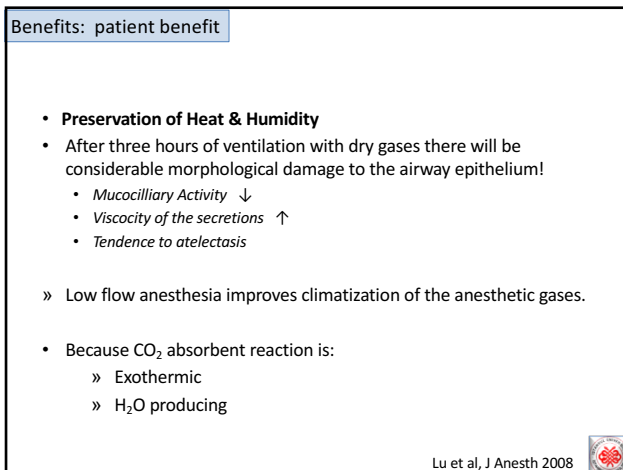 Benefits: patient benefit
• Preservation of Heat & Humidity
• After three hours of ventilation with dry gases there will be
considerable morphological damage to the airway epithelium!
• Mucocilliary Activity ↓
• Viscocity of the secretions ↑
• Tendence to atelectasis
» Low flow anesthesia improves climatization of the anesthetic gases.
• Because CO₂ absorbent reaction is:
» Exothermic
» H₂O producing
Lu et al, J Anesth 2008